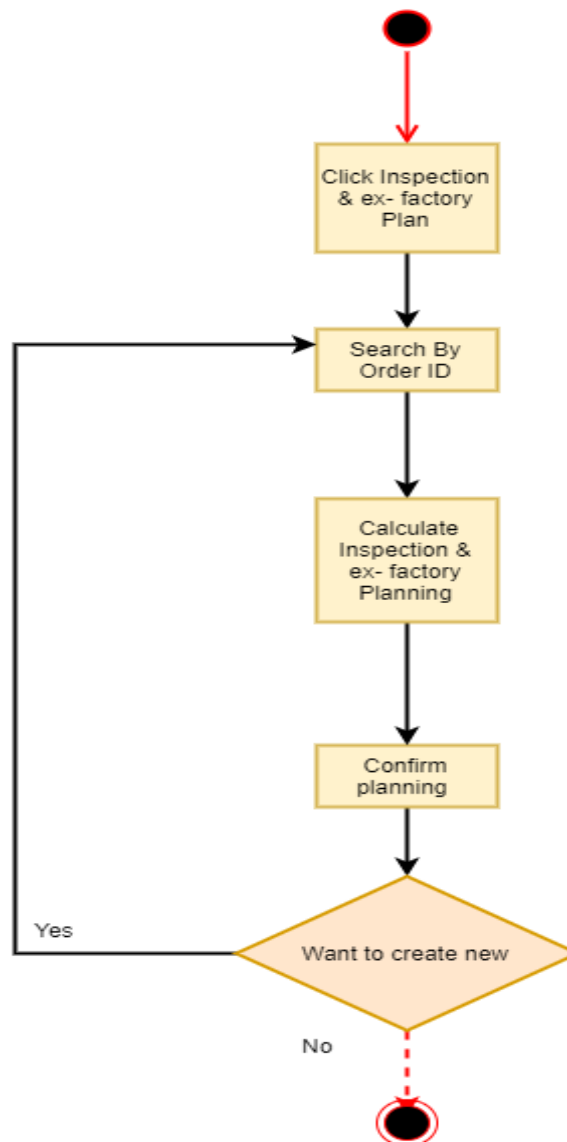 Click Inspection
& ex- factory
Plan
Search By
Order ID
Calculate
Inspection &
ex- factory
Planning
Confirm
planning
Want to create new
Yes
No